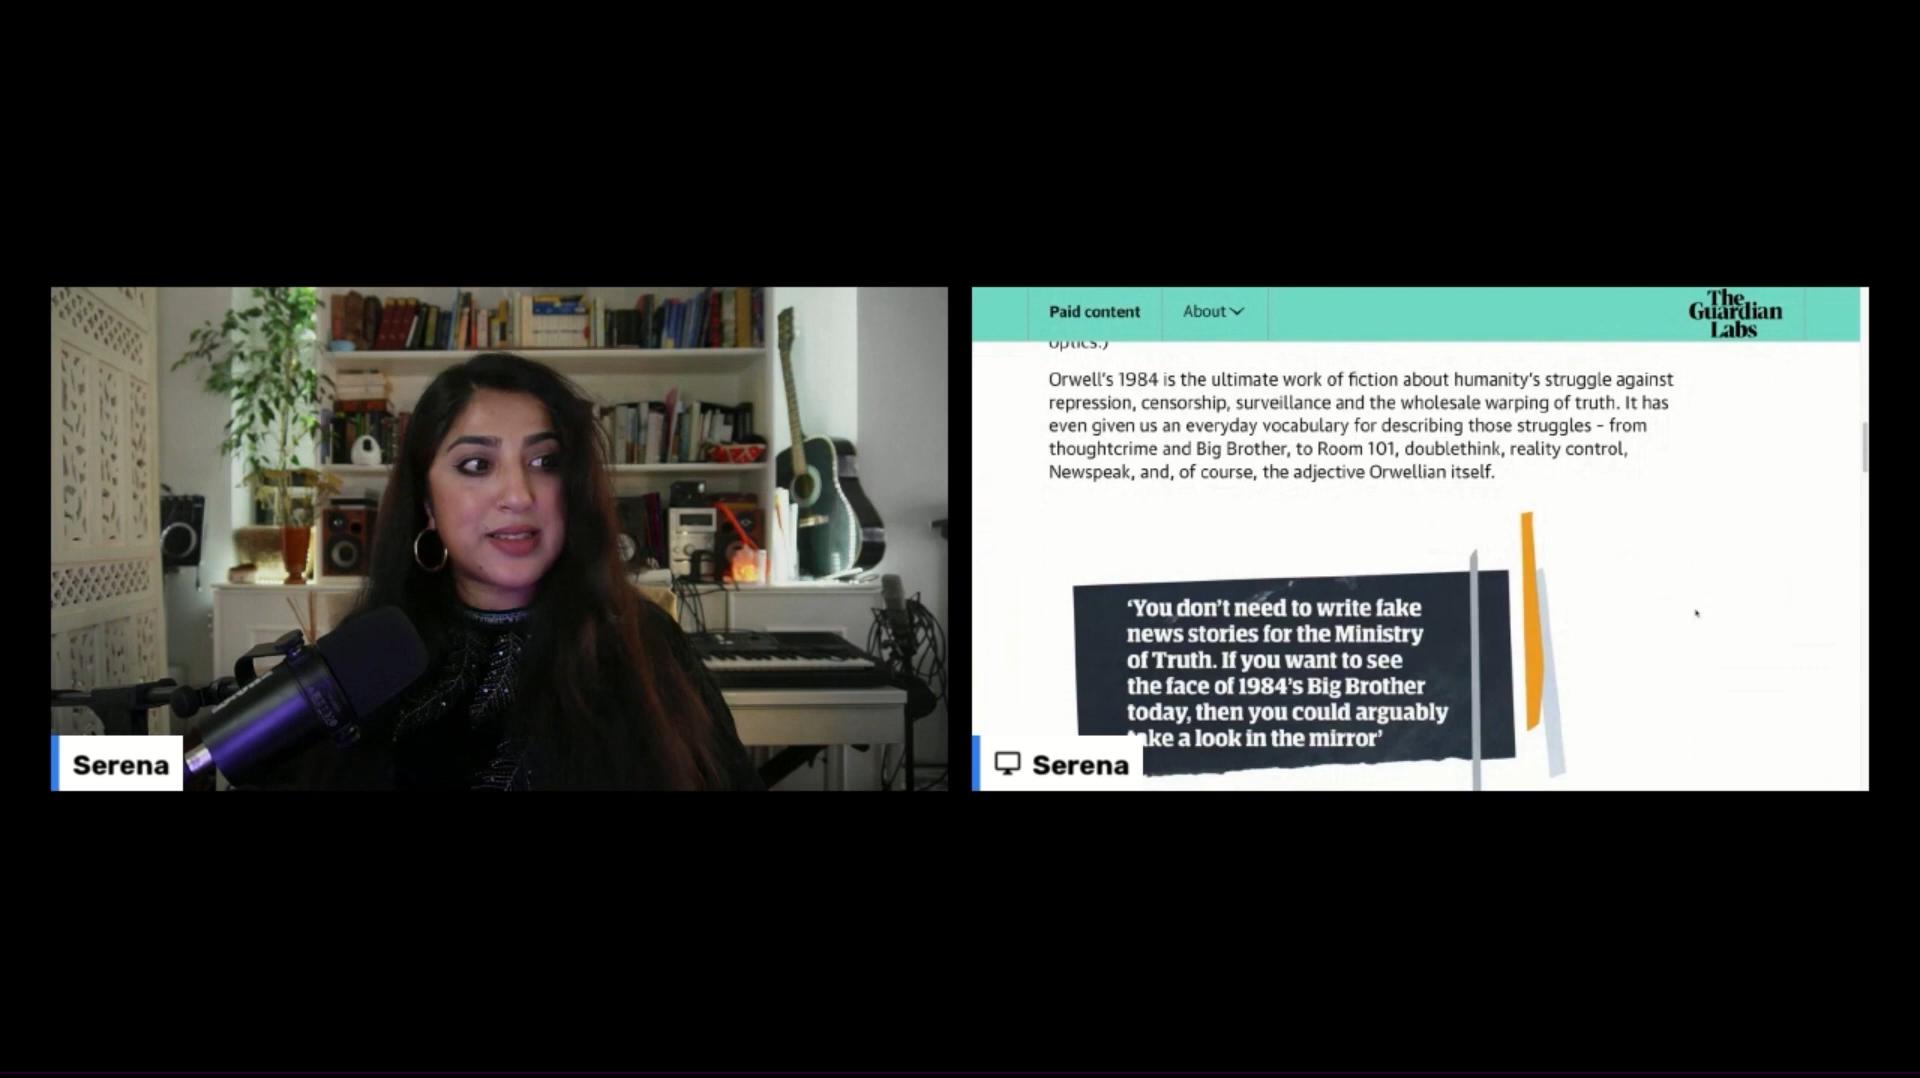 Serena
Paid content
About
The
Guardian
Labs
optics.)
Orwell's 1984 is the ultimate work of fiction about humanity's struggle against
repression, censorship, surveillance and the wholesale warping of truth. It has
even given us an everyday vocabulary for describing those struggles – from
thoughtcrime and Big Brother, to Room 101, doublethink, reality control,
Newspeak, and, of course, the adjective Orwellian itself.
‘You don’t need to write fake
news stories for the Ministry
of Truth. If you want to see
the face of 1984’s Big Brother
today, then you could arguably
take a look in the mirror’
Serena